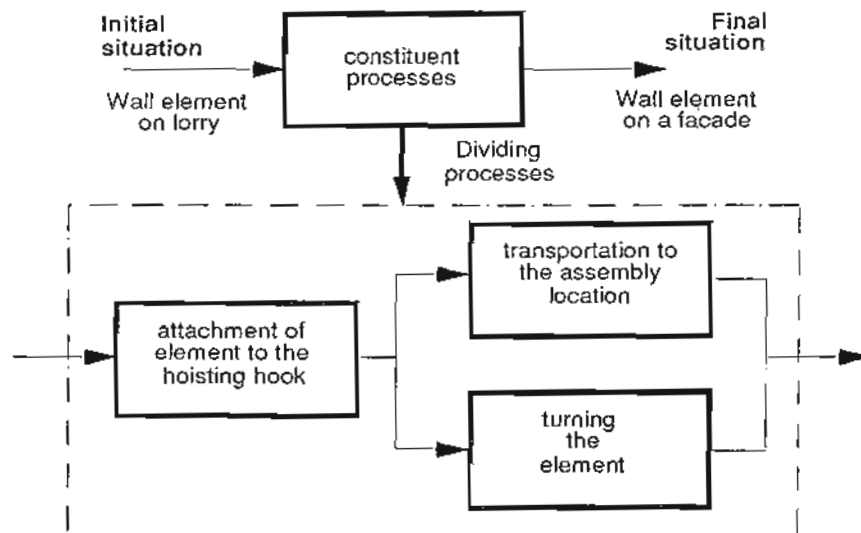 Initial
situation
Wall element
on lorry
constituent
processes
Final
situation
Wall element
on a facade
Dividing
processes
attachment of
element to the
hoisting hook
transportation to
the assembly
location
turning
the
element